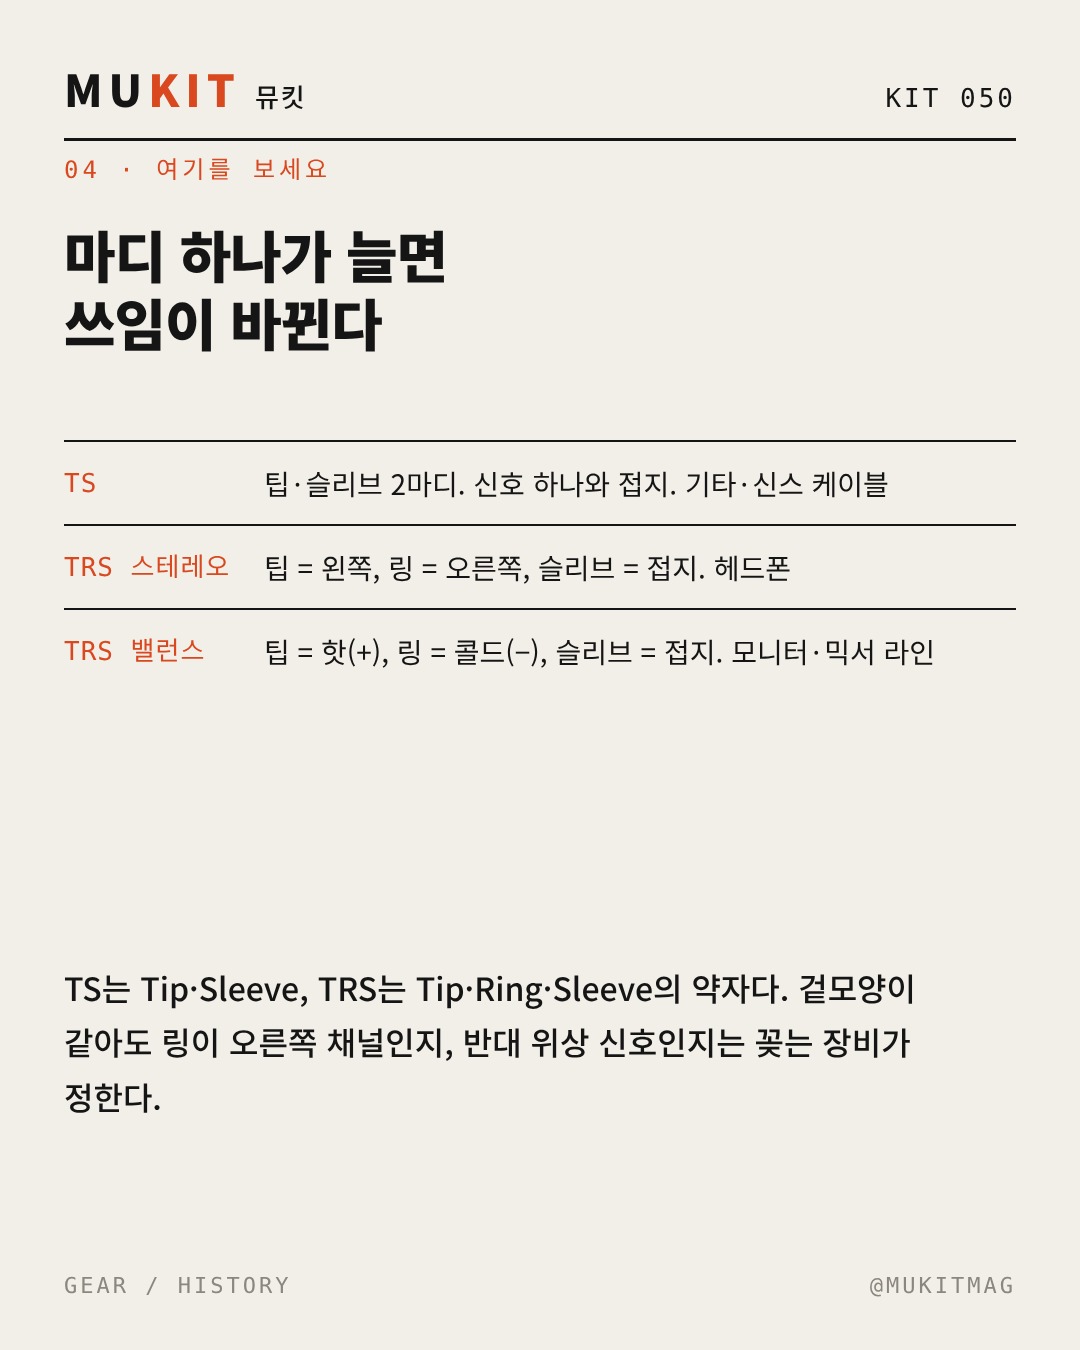 MUKIT 뮤킷
KIT 050
04 · 여기를 보세요
마디 하나가 늘면
쓰임이 바뀐다
TS 팁·슬리브 2마디. 신호 하나와 접지. 기타·신스 케이블
TRS 스테레오 팁 = 왼쪽, 링 = 오른쪽, 슬리브 = 접지. 헤드폰
TRS 밸런스 팁 = 핫(+), 링 = 콜드(−), 슬리브 = 접지. 모니터·믹서 라인
TS는 Tip·Sleeve, TRS는 Tip·Ring·Sleeve의 약자다. 겉모양이
같아도 링이 오른쪽 채널인지, 반대 위상 신호인지는 꽂는 장비가
정한다.
GEAR / HISTORY
@MUKITMAG